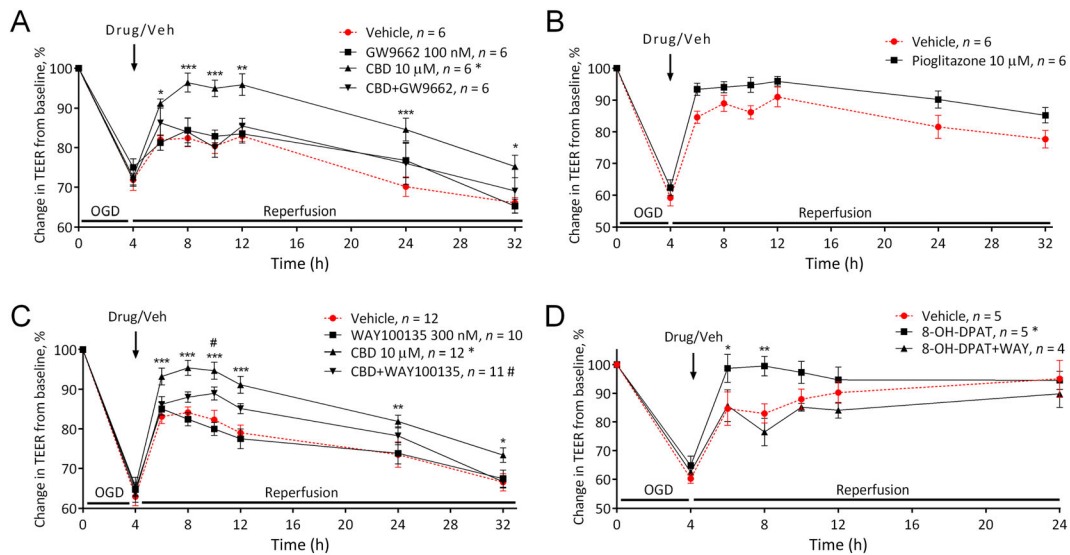 A
Drug/Veh
Vehicle, n = 6
GW9662 100 nM, n = 6
CBD 10 μM, n = 6 *
CBD+GW9662, n = 6
Change in TEER from baseline, %
100
90
80
70
60
*
***
***
**
***
*
OGD
Reperfusion
0 4 8 12 16 20 24 28 32
Time (h)
B
Drug/Veh
Vehicle, n = 6
Pioglitazone 10 μM, n = 6
Change in TEER from baseline, %
100
90
80
70
60
50
OGD
Reperfusion
0 4 8 12 16 20 24 28 32
Time (h)
C
Drug/Veh
Vehicle, n = 12
WAY100135 300 nM, n = 10
CBD 10 μM, n = 12 *
CBD+WAY100135, n = 11 #
Change in TEER from baseline, %
100
90
80
70
60
#
***
***
***
***
**
*
OGD
Reperfusion
0 4 8 12 16 20 24 28 32
Time (h)
D
Drug/Veh
Vehicle, n = 5
8-OH-DPAT, n = 5 *
8-OH-DPAT+WAY, n = 4
Change in TEER from baseline, %
100
90
80
70
60
50
*
**
OGD
Reperfusion
0 4 8 12 16 20 24
Time (h)